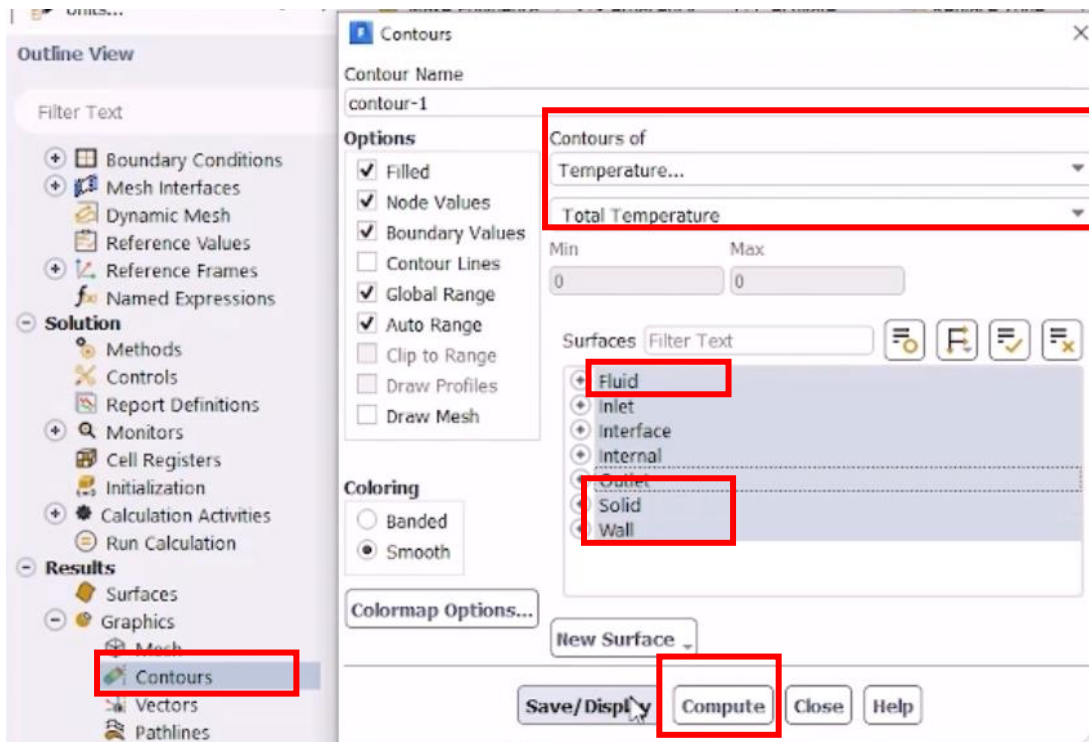 Units...
Outline View
Filter Text
Boundary Conditions
Mesh Interfaces
Dynamic Mesh
Reference Values
Reference Frames
Named Expressions
Solution
Methods
Controls
Report Definitions
Monitors
Cell Registers
Initialization
Calculation Activities
Run Calculation
Results
Surfaces
Graphics
Mesh
Contours
Vectors
Pathlines
Contours
Contour Name
contour-1
Options
Filled
Node Values
Boundary Values
Contour Lines
Global Range
Auto Range
Clip to Range
Draw Profiles
Draw Mesh
Coloring
Banded
Smooth
Colormap Options...
Contours of
Temperature...
Total Temperature
Min Max
0 0
Surfaces Filter Text
Fluid
Inlet
Interface
Internal
Outlet
Solid
Wall
New Surface
Save/Display Compute Close Help